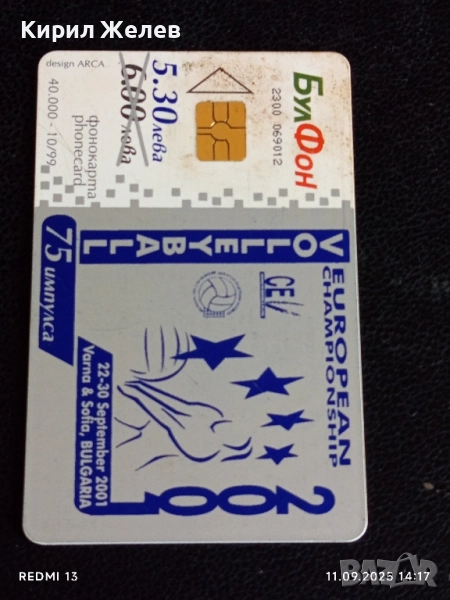 Кирил Желев
БулФон
2300 069012
5.30 лева
6.00 лева
фонокарта
phonecard
design ARCA
40.000 - 10/99
EUROPEAN
CHAMPIONSHIP
VOLLEYBALL
2001
CEV
22-30 September 2001
Varna & Sofia, BULGARIA
75 импулса
REDMI 13
11.09.2025 14:17
BAZAR